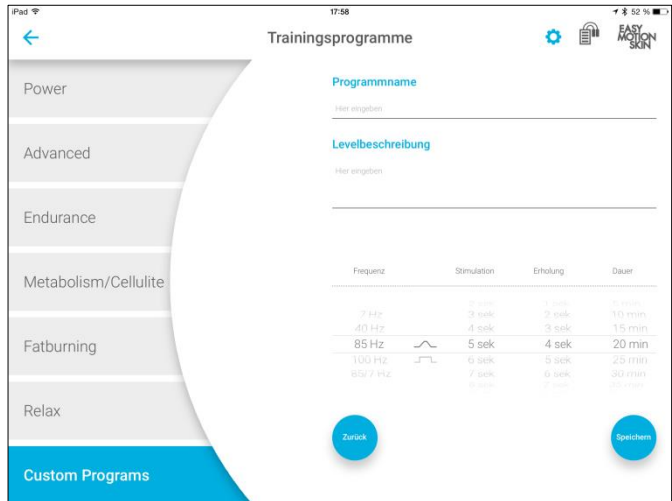 iPad
17:58
52 %
Trainingsprogramme
EASY
MOTION
SKIN
Power
Advanced
Endurance
Metabolism/Cellulite
Fatburning
Relax
Custom Programs
Programmname
Hier eingeben
Levelbeschreibung
Hier eingeben
Frequenz Stimulation Erholung Dauer
7 Hz 3 sek 2 sek 10 min
40 Hz 4 sek 3 sek 15 min
85 Hz 5 sek 4 sek 20 min
100 Hz 6 sek 5 sek 25 min
85/7 Hz 7 sek 6 sek 30 min
Zurück
Speichern